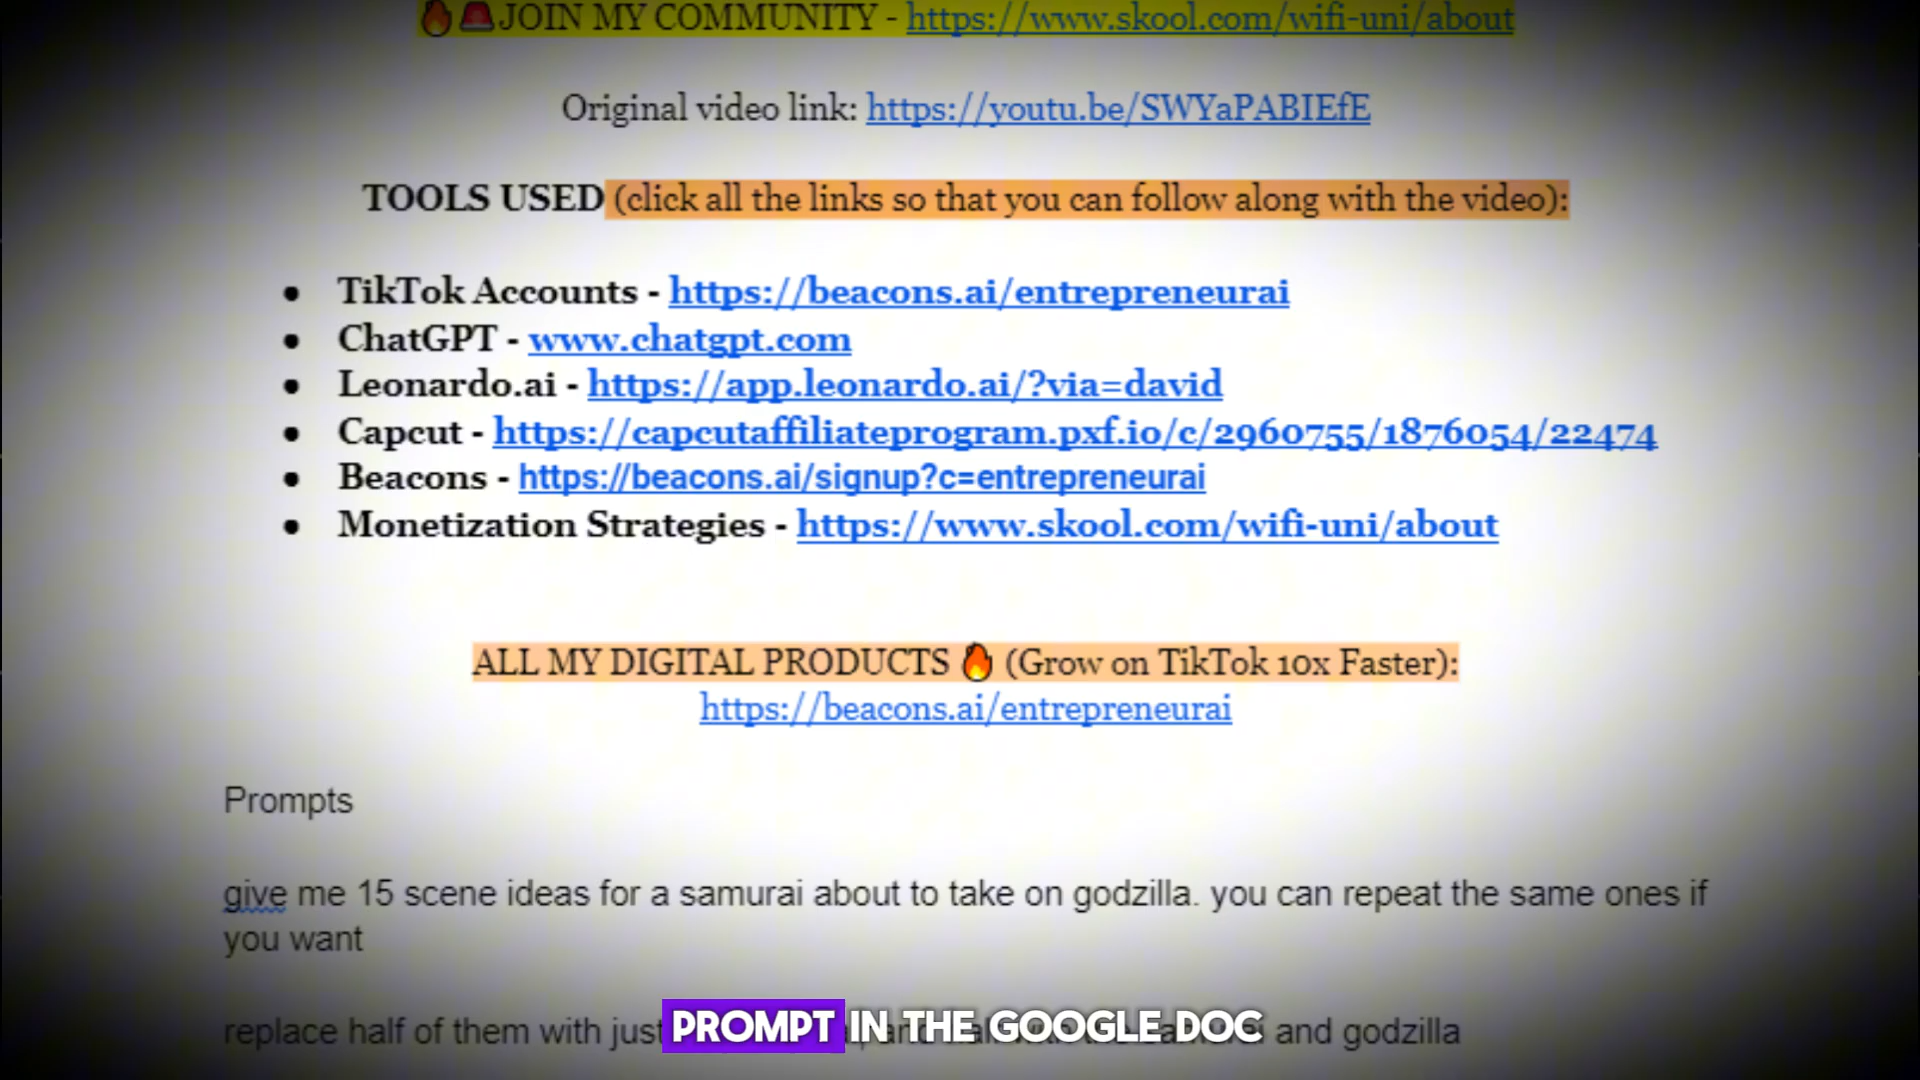 🔥🚨JOIN MY COMMUNITY - https://www.skool.com/wifi-uni/about
Original video link: https://youtu.be/SWYaPABIEfE
TOOLS USED (click all the links so that you can follow along with the video):
● TikTok Accounts - https://beacons.ai/entrepreneurai
● ChatGPT - www.chatgpt.com
● Leonardo.ai - https://app.leonardo.ai/?via=david
● Capcut - https://capcutaffiliateprogram.pxf.io/c/2960755/1876054/22474
● Beacons - https://beacons.ai/signup?c=entrepreneurai
● Monetization Strategies - https://www.skool.com/wifi-uni/about
ALL MY DIGITAL PRODUCTS 🔥 (Grow on TikTok 10x Faster):
https://beacons.ai/entrepreneurai
Prompts
give me 15 scene ideas for a samurai about to take on godzilla. you can repeat the same ones if
you want
replace half of them with just and godzilla
PROMPT IN THE GOOGLE DOC